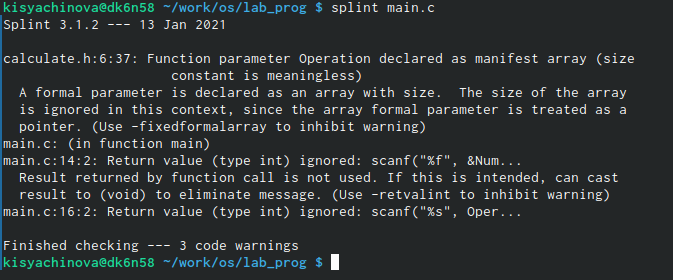 kisyachinova@dk6n58 ~/work/os/lab_prog $ splint main.c
Splint 3.1.2 --- 13 Jan 2021
calculate.h:6:37: Function parameter Operation declared as manifest array (size
constant is meaningless)
A formal parameter is declared as an array with size.  The size of the array
is ignored in this context, since the array formal parameter is treated as a
pointer. (Use -fixedformalarray to inhibit warning)
main.c: (in function main)
main.c:14:2: Return value (type int) ignored: scanf("%f", &Num...
Result returned by function call is not used. If this is intended, can cast
result to (void) to eliminate message. (Use -retvalint to inhibit warning)
main.c:16:2: Return value (type int) ignored: scanf("%s", Oper...
Finished checking --- 3 code warnings
kisyachinova@dk6n58 ~/work/os/lab_prog $